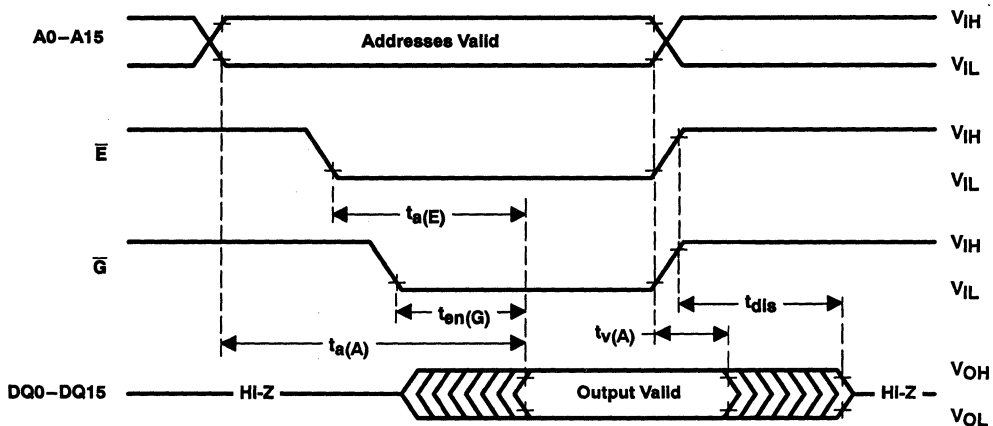 A0–A15
Addresses Valid
VIH
VIL
E
VIH
VIL
ta(E)
G
VIH
VIL
ten(G)
tdis
ta(A)
tv(A)
DQ0–DQ15
HI-Z
Output Valid
HI-Z
VOH
VOL